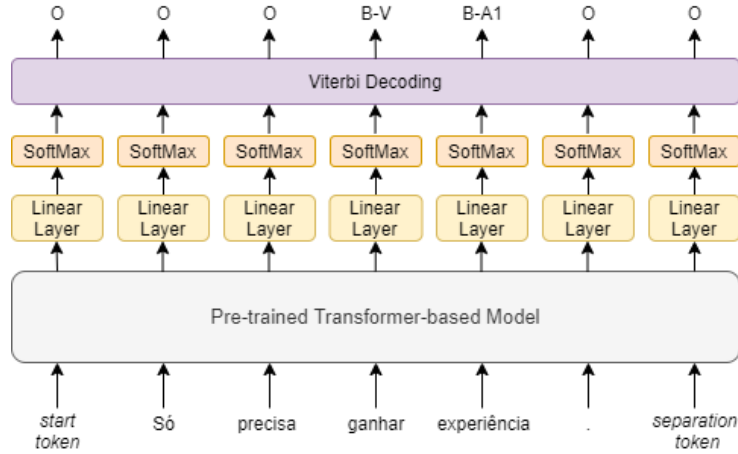 O O O B-V B-A1 O O
Viterbi Decoding
SoftMax SoftMax SoftMax SoftMax SoftMax SoftMax SoftMax
Linear Linear Linear Linear Linear Linear Linear
Layer Layer Layer Layer Layer Layer Layer
Pre-trained Transformer-based Model
start Só precisa ganhar experiência . separation
token token